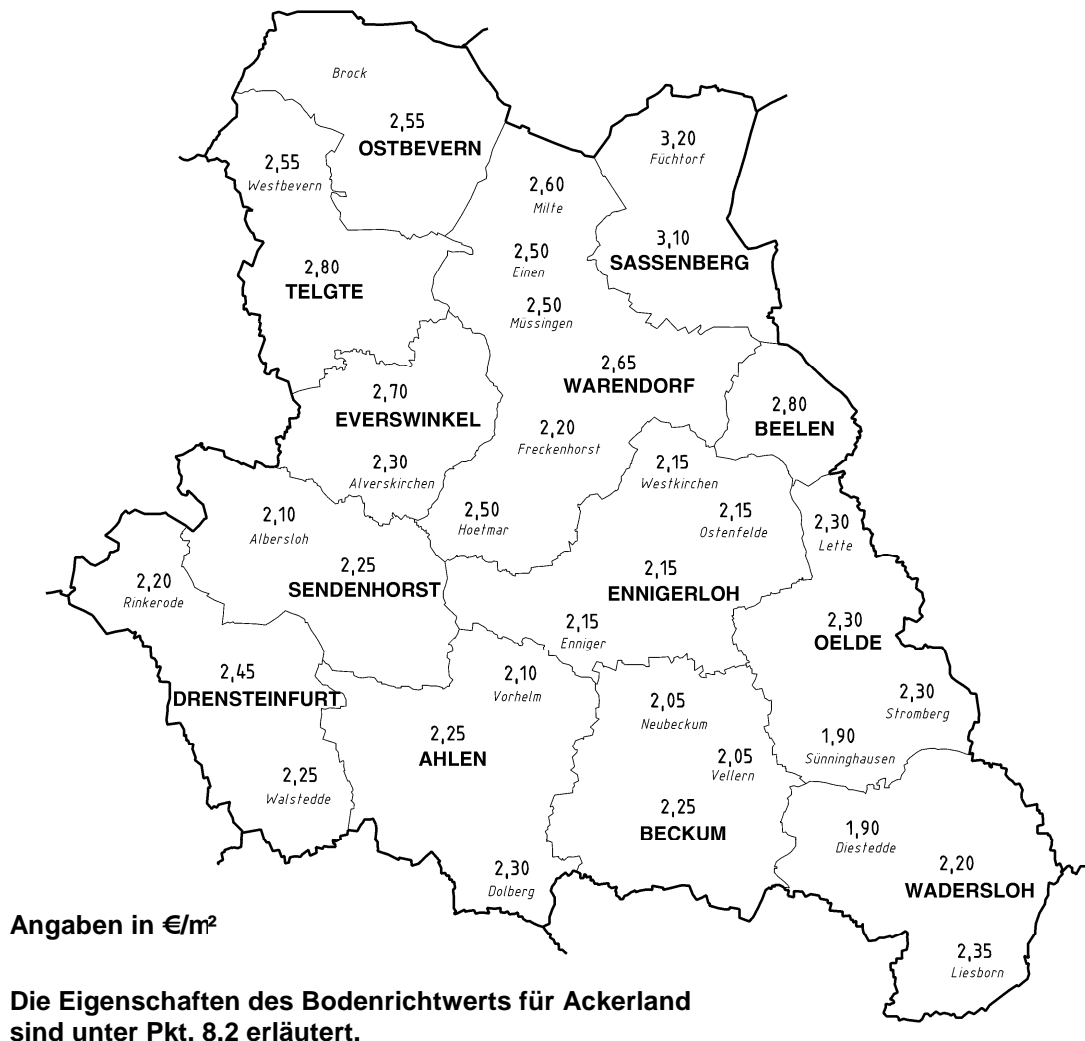 Brock
2,55
OSTBEVERN
2,55
Westbevern
3,20
Füchtorf
2,60
Milte
3,10
SASSENBERG
2,50
Einen
2,80
TELGTE
2,50
Müssingen
2,65
WARENDORF
2,70
EVERSWINKEL
2,80
BEELEN
2,20
Freckenhorst
2,30
Alverskirchen
2,15
Westkirchen
2,10
Albersloh
2,50
Hoetmar
2,15
Ostenfelde
2,30
Lette
2,25
SENDENHORST
2,15
ENNIGERLOH
2,20
Rinkerode
2,15
Enniger
2,30
OELDE
2,45
DRENSTEINFURT
2,10
Vorhelm
2,05
Neubeckum
2,30
Stromberg
2,25
AHLEN
1,90
Sünninghausen
2,05
Vellern
2,25
Walstedde
2,25
BECKUM
1,90
Diestedde
2,20
WADERSLOH
2,30
Dolberg
2,35
Liesborn
Angaben in €/m²
Die Eigenschaften des Bodenrichtwerts für Ackerland
sind unter Pkt. 8.2 erläutert.